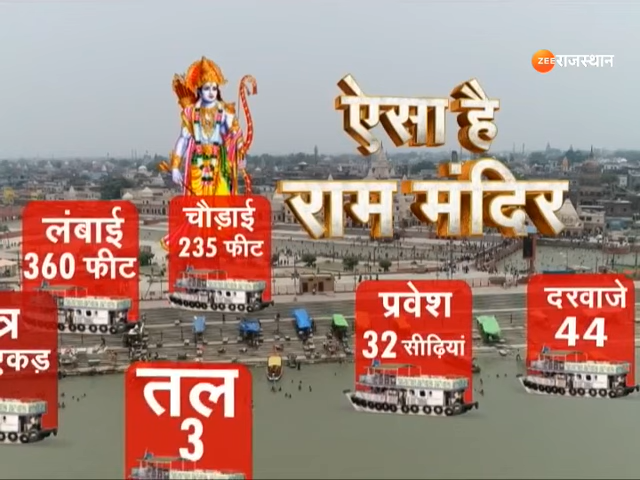 ZEE राजस्थान
ऐसा है
राम मंदिर
लंबाई
360 फीट
चौड़ाई
235 फीट
प्रवेश
32 सीढ़ियां
दरवाजे
44
तल
3